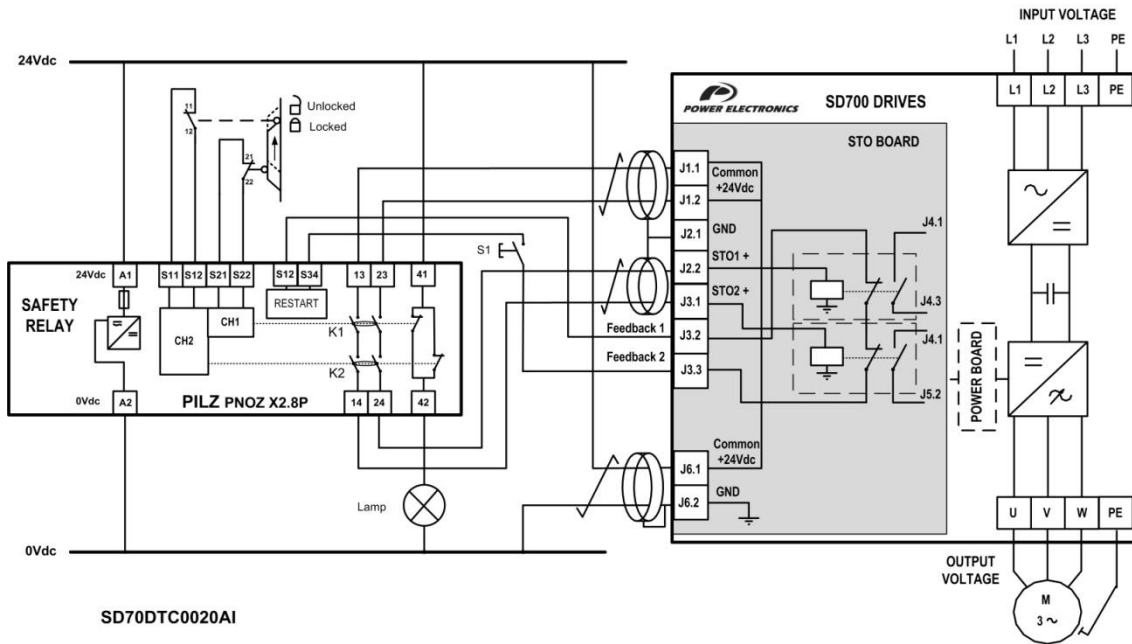 INPUT VOLTAGE
L1 L2 L3 PE
24Vdc
L1 L2 L3 PE
POWER ELECTRONICS
SD700 DRIVES
11
12
Unlocked
Locked
21
22
STO BOARD
J1.1
Common
+24Vdc
J1.2
J2.1
GND
J4.1
S1
J2.2
STO1 +
24Vdc
A1
S11
S12
S21
S22
S12
S34
13
23
41
J3.1
STO2 +
J4.3
SAFETY
RELAY
RESTART
CH1
CH2
K1
Feedback 1
J3.2
J4.1
Feedback 2
J3.3
K2
J5.2
POWER BOARD
0Vdc
A2
PILZ PNOZ X2.8P
14
24
42
Common
+24Vdc
J6.1
J6.2
GND
Lamp
U V W PE
0Vdc
OUTPUT
VOLTAGE
M
3 ~
SD70DTC0020AI